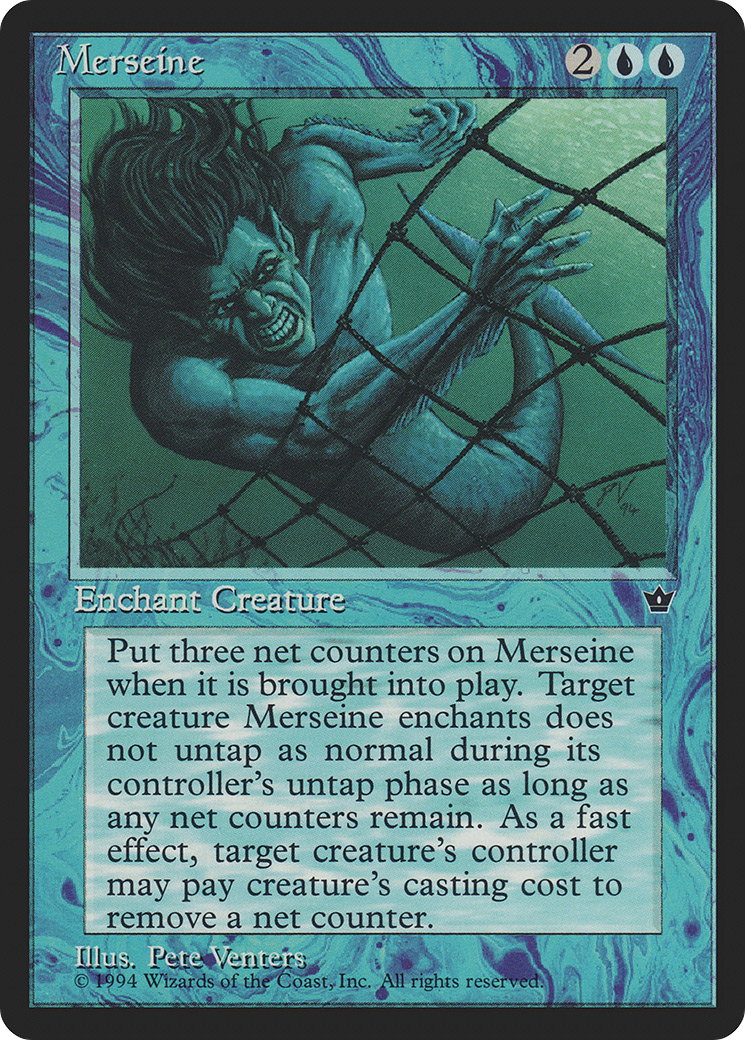 Merseine 2
PV
'94
Enchant Creature
Put three net counters on Merseine
when it is brought into play. Target
creature Merseine enchants does
not untap as normal during its
controller's untap phase as long as
any net counters remain. As a fast
effect, target creature's controller
may pay creature's casting cost to
remove a net counter.
Illus. Pete Venters
© 1994 Wizards of the Coast, Inc. All rights reserved.